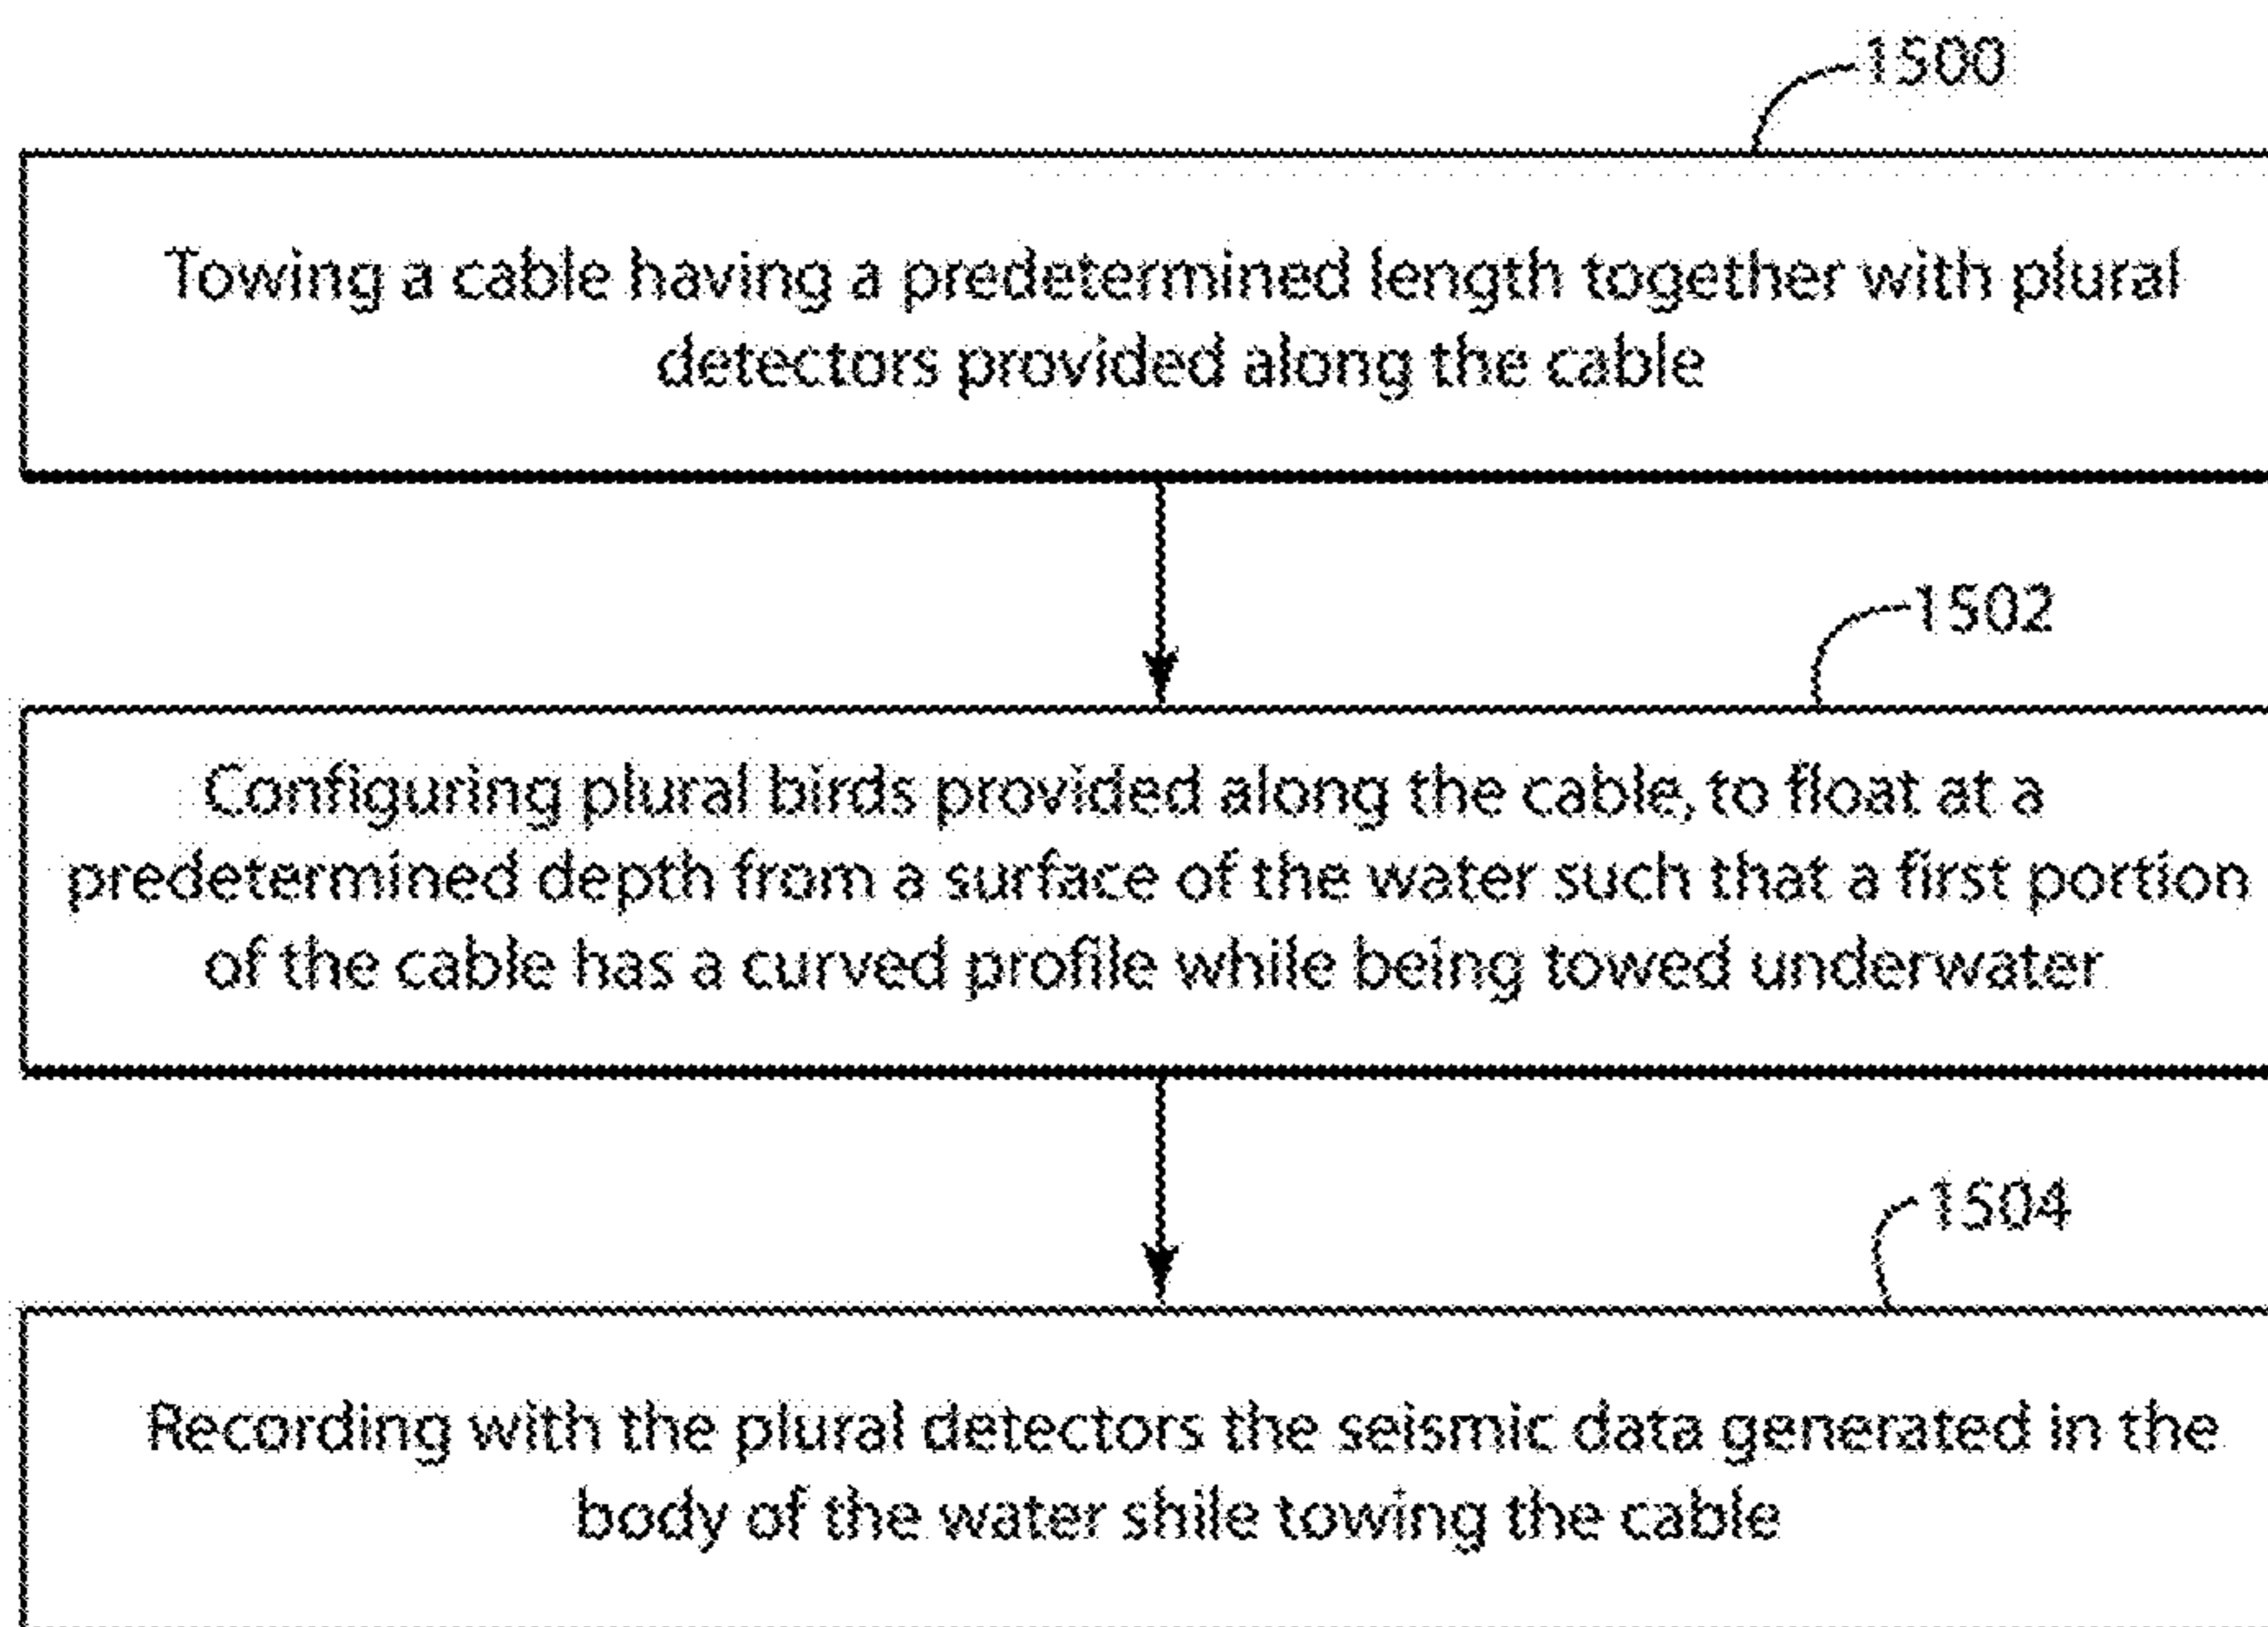 1500
Towing a cable having a predetermined length together with plural
detectors provided along the cable
1502
Configuring plural birds provided along the cable, to float at a
predetermined depth from a surface of the water such that a first portion
of the cable has a curved profile while being towed underwater
1504
Recording with the plural detectors the seismic data generated in the
body of the water shile towing the cable